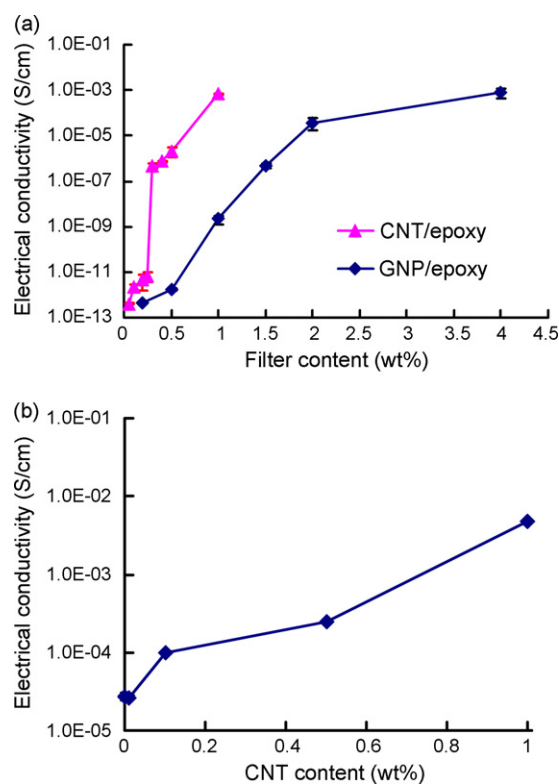 (a)
Electrical conductivity (S/cm)
1.0E-01
1.0E-03
1.0E-05
1.0E-07
1.0E-09
1.0E-11
1.0E-13
CNT/epoxy
GNP/epoxy
0 0.5 1 1.5 2 2.5 3 3.5 4 4.5
Filter content (wt%)
(b)
Electrical conductivity (S/cm)
1.0E-01
1.0E-02
1.0E-03
1.0E-04
1.0E-05
0 0.2 0.4 0.6 0.8 1
CNT content (wt%)